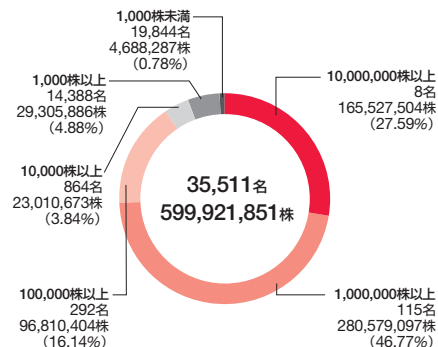 1,000株未満
19,844名
4,688,287株
(0.78%)
1,000株以上
14,388名
29,305,886株
(4.88%)
10,000株以上
864名
23,010,673株
(3.84%)
100,000株以上
292名
96,810,404株
(16.14%)
10,000,000株以上
8名
165,527,504株
(27.59%)
1,000,000株以上
115名
280,579,097株
(46.77%)
35,511名
599,921,851株